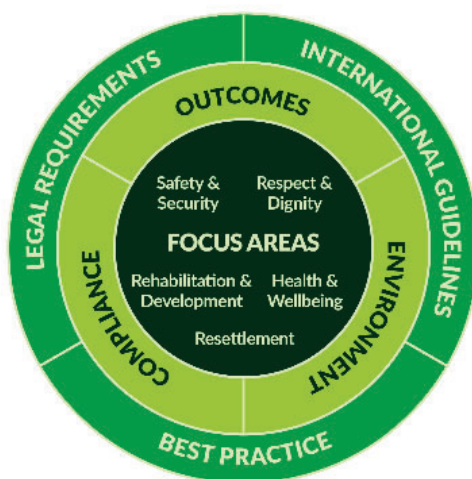 LEGAL REQUIREMENTS
INTERNATIONAL GUIDELINES
BEST PRACTICE
OUTCOMES
COMPLIANCE
ENVIRONMENT
Safety &
Security
Respect &
Dignity
FOCUS AREAS
Rehabilitation &
Development
Health &
Wellbeing
Resettlement